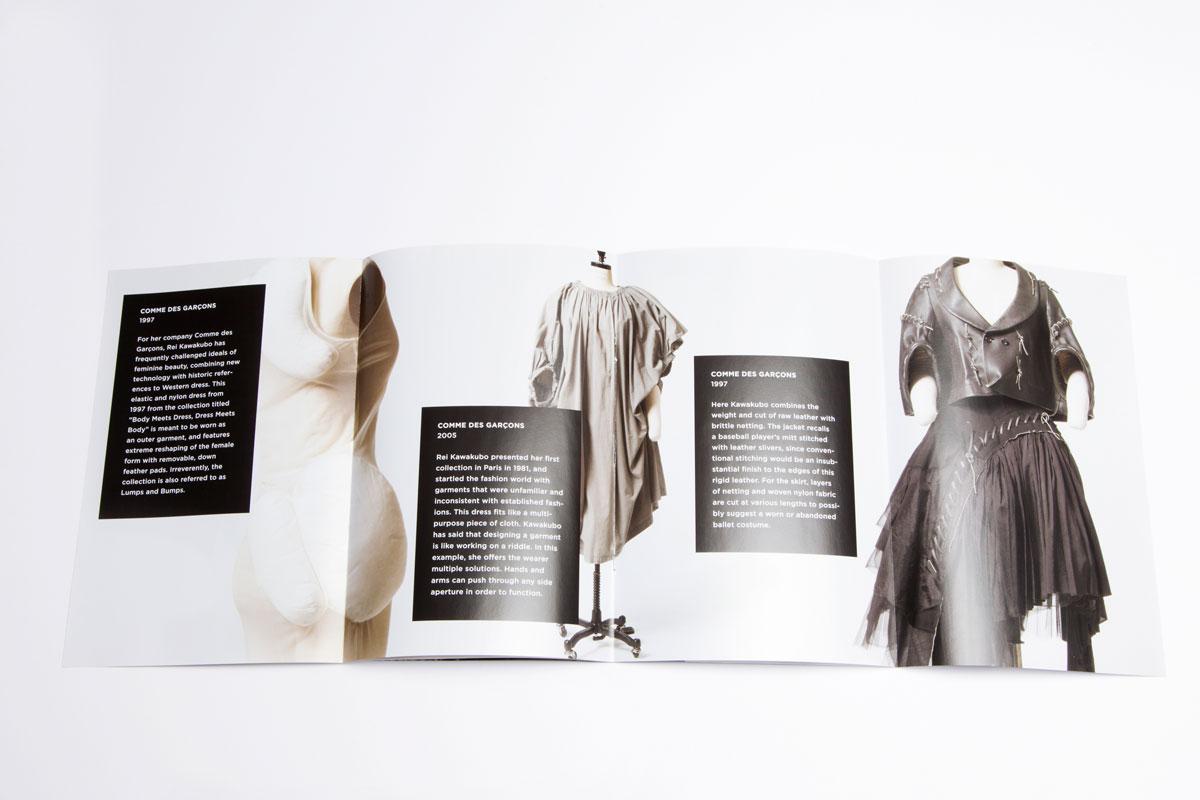 COMME DES GARÇONS
1997
For her company Comme des
Garçons, Rei Kawakubo has
frequently challenged ideals of
feminine beauty, combining new
technology with historic refer-
ences to Western dress. This
elastic and nylon dress from
1997 from the collection titled
"Body Meets Dress, Dress Meets
Body" is meant to be worn as
an outer garment, and features
extreme reshaping of the female
form with removable, down
feather pads. Irreverently, the
collection is also referred to as
Lumps and Bumps.
COMME DES GARÇONS
2005
Rei Kawakubo presented her first
collection in Paris in 1981, and
startled the fashion world with
garments that were unfamiliar and
inconsistent with established fash-
ions. This dress fits like a multi-
purpose piece of cloth. Kawakubo
has said that designing a garment
is like working on a riddle. In this
example, she offers the wearer
multiple solutions. Hands and
arms can push through any side
aperture in order to function.
COMME DES GARÇONS
1997
Here Kawakubo combines the
weight and cut of raw leather with
brittle netting. The jacket recalls
a baseball player's mitt stitched
with leather slivers, since conven-
tional stitching would be an insub-
stantial finish to the edges of this
rigid leather. For the skirt, layers
of netting and woven nylon fabric
are cut at various lengths to possi-
bly suggest a worn or abandoned
ballet costume.